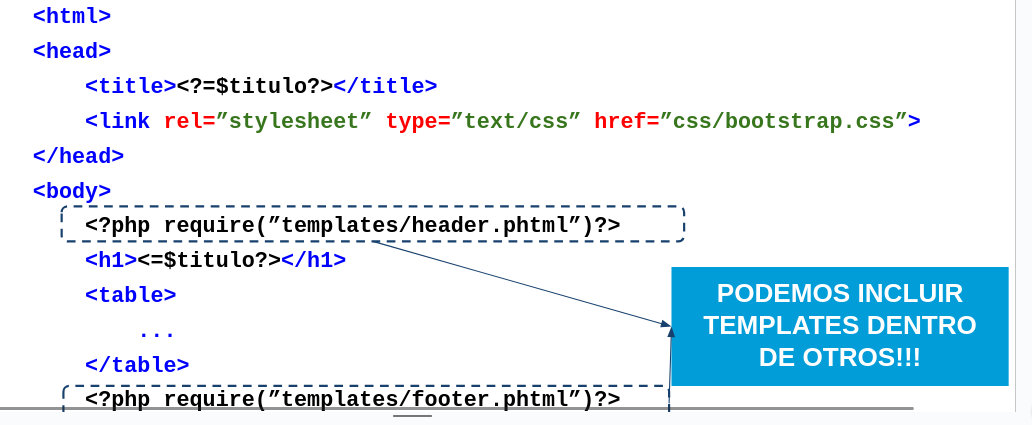 <html>
<head>
<title><?=$titulo?></title>
<link rel=”stylesheet” type=”text/css” href=”css/bootstrap.css”>
</head>
<body>
<?php require(”templates/header.phtml”)?>
<h1><=$titulo?></h1>
<table>
...
</table>
<?php require(”templates/footer.phtml”)?>
PODEMOS INCLUIR
TEMPLATES DENTRO
DE OTROS!!!